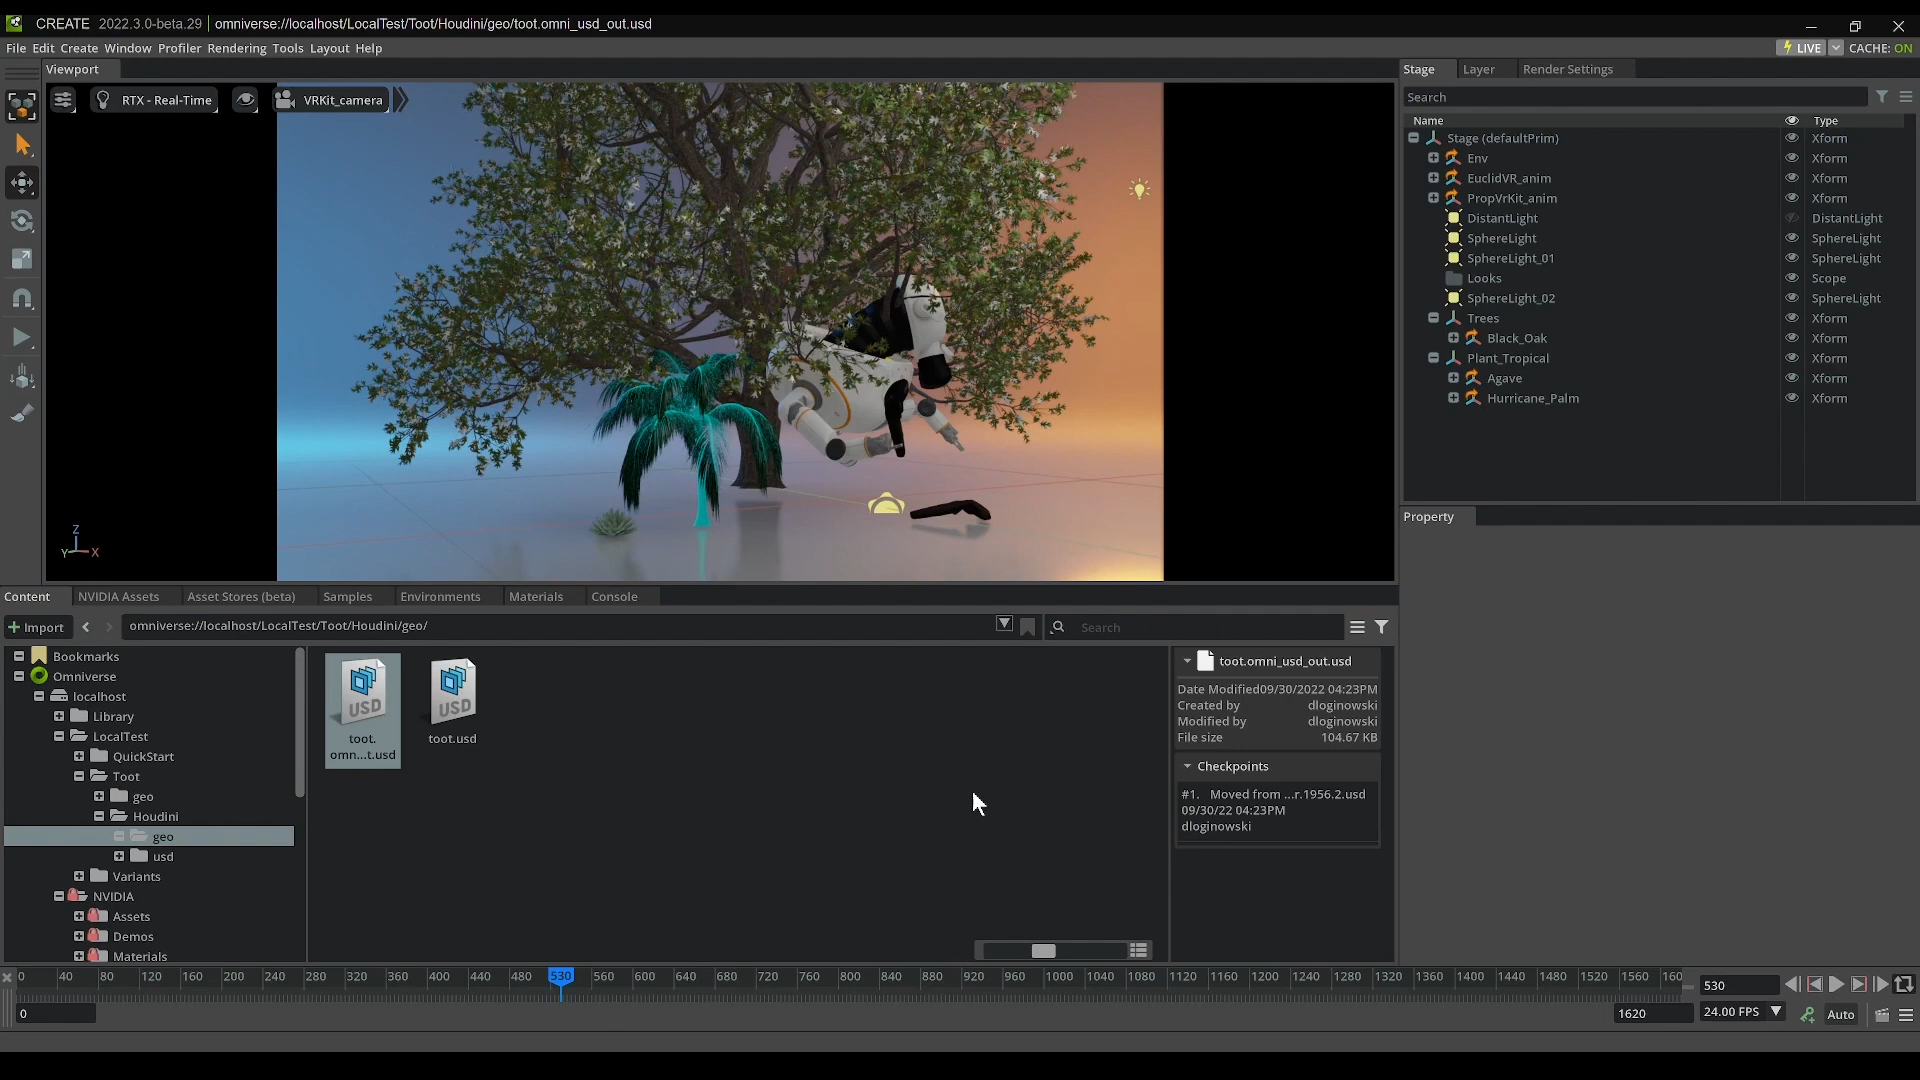 CREATE 2022.3.0-beta.29 | omniverse://localhost/LocalTest/Toot/Houdini/geo/toot.omni_usd_out.usd
File Edit Create Window Profiler Rendering Tools Layout Help
LIVE CACHE: ON
Viewport
RTX - Real-Time
VRKit_camera
Z
Y X
Stage Layer Render Settings
Search
Name Type
Stage (defaultPrim) Xform
Env Xform
EuclidVR_anim Xform
PropVrKit_anim Xform
DistantLight DistantLight
SphereLight SphereLight
SphereLight_01 SphereLight
Looks Scope
SphereLight_02 SphereLight
Trees Xform
Black_Oak Xform
Plant_Tropical Xform
Agave Xform
Hurricane_Palm Xform
Property
Content NVIDIA Assets Asset Stores (beta) Samples Environments Materials Console
Import omniverse://localhost/LocalTest/Toot/Houdini/geo/ Search
Bookmarks
Omniverse
localhost
Library
LocalTest
QuickStart
Toot
geo
Houdini
geo
usd
Variants
NVIDIA
Assets
Demos
Materials
USD
toot.
omn...t.usd
USD
toot.usd
toot.omni_usd_out.usd
Date Modified09/30/2022 04:23PM
Created by dloginowski
Modified by dloginowski
File size 104.67 KB
Checkpoints
#1. Moved from ...r.1956.2.usd
09/30/22 04:23PM
dloginowski
0 40 80 120 160 200 240 280 320 360 400 440 480 530 560 600 640 680 720 760 800 840 880 920 960 1000 1040 1080 1120 1160 1200 1240 1280 1320 1360 1400 1440 1480 1520 1560 160
530
0
1620 24.00 FPS Auto